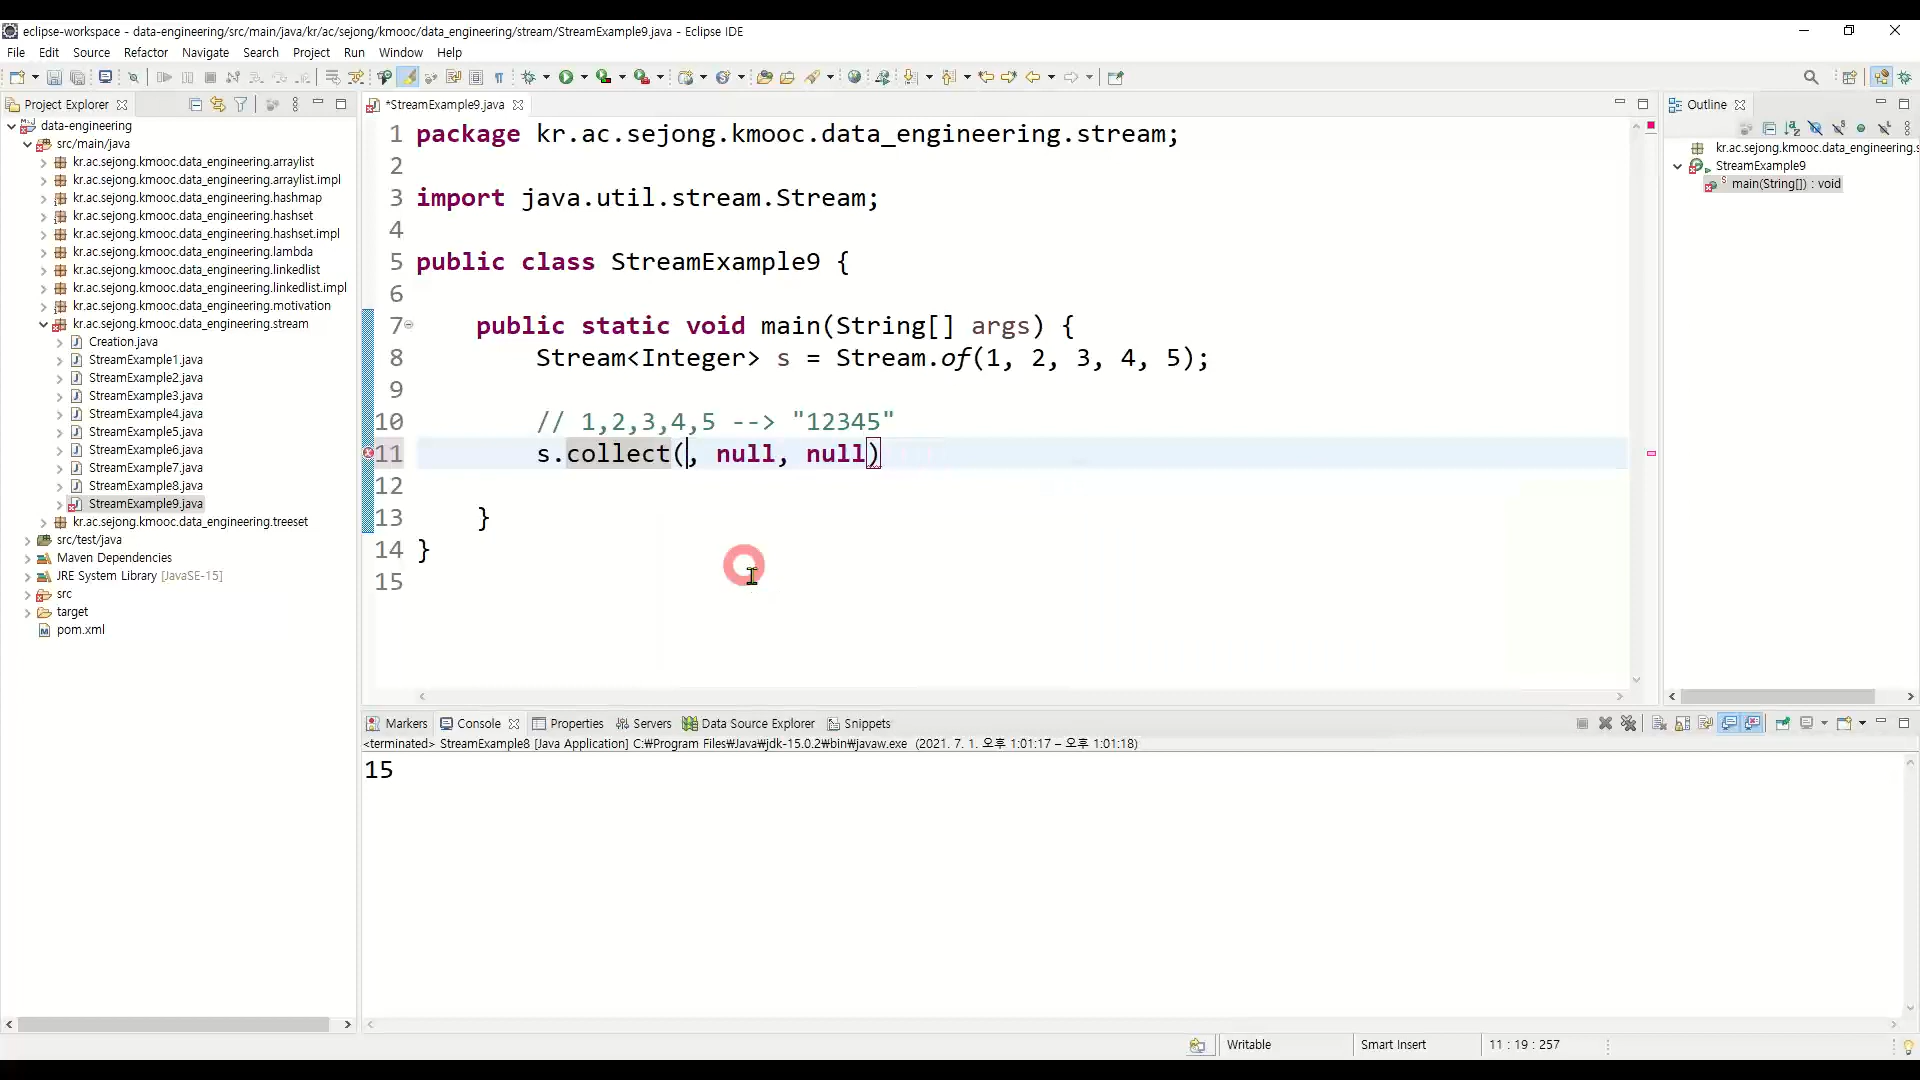 eclipse-workspace - data-engineering/src/main/java/kr/ac/sejong/kmooc/data_engineering/stream/StreamExample9.java - Eclipse IDE
File Edit Source Refactor Navigate Search Project Run Window Help
Project Explorer
*StreamExample9.java
Outline
data-engineering
src/main/java
kr.ac.sejong.kmooc.data_engineering.arraylist
kr.ac.sejong.kmooc.data_engineering.arraylist.impl
kr.ac.sejong.kmooc.data_engineering.hashmap
kr.ac.sejong.kmooc.data_engineering.hashset
kr.ac.sejong.kmooc.data_engineering.hashset.impl
kr.ac.sejong.kmooc.data_engineering.lambda
kr.ac.sejong.kmooc.data_engineering.linkedlist
kr.ac.sejong.kmooc.data_engineering.linkedlist.impl
kr.ac.sejong.kmooc.data_engineering.motivation
kr.ac.sejong.kmooc.data_engineering.stream
Creation.java
StreamExample1.java
StreamExample2.java
StreamExample3.java
StreamExample4.java
StreamExample5.java
StreamExample6.java
StreamExample7.java
StreamExample8.java
StreamExample9.java
kr.ac.sejong.kmooc.data_engineering.treeset
src/test/java
Maven Dependencies
JRE System Library [JavaSE-15]
src
target
pom.xml
1 package kr.ac.sejong.kmooc.data_engineering.stream;
2
3 import java.util.stream.Stream;
4
5 public class StreamExample9 {
6
7 public static void main(String[] args) {
8 Stream<Integer> s = Stream.of(1, 2, 3, 4, 5);
9
10 // 1,2,3,4,5 --> "12345"
11 s.collect(, null, null)
12
13 }
14 }
15
kr.ac.sejong.kmooc.data_engineering.s
StreamExample9
main(String[]) : void
Markers Console Properties Servers Data Source Explorer Snippets
<terminated> StreamExample8 [Java Application] C:₩Program Files₩Java₩jdk-15.0.2₩bin₩javaw.exe (2021. 7. 1. 오후 1:01:17 – 오후 1:01:18)
15
Writable Smart Insert 11 : 19 : 257